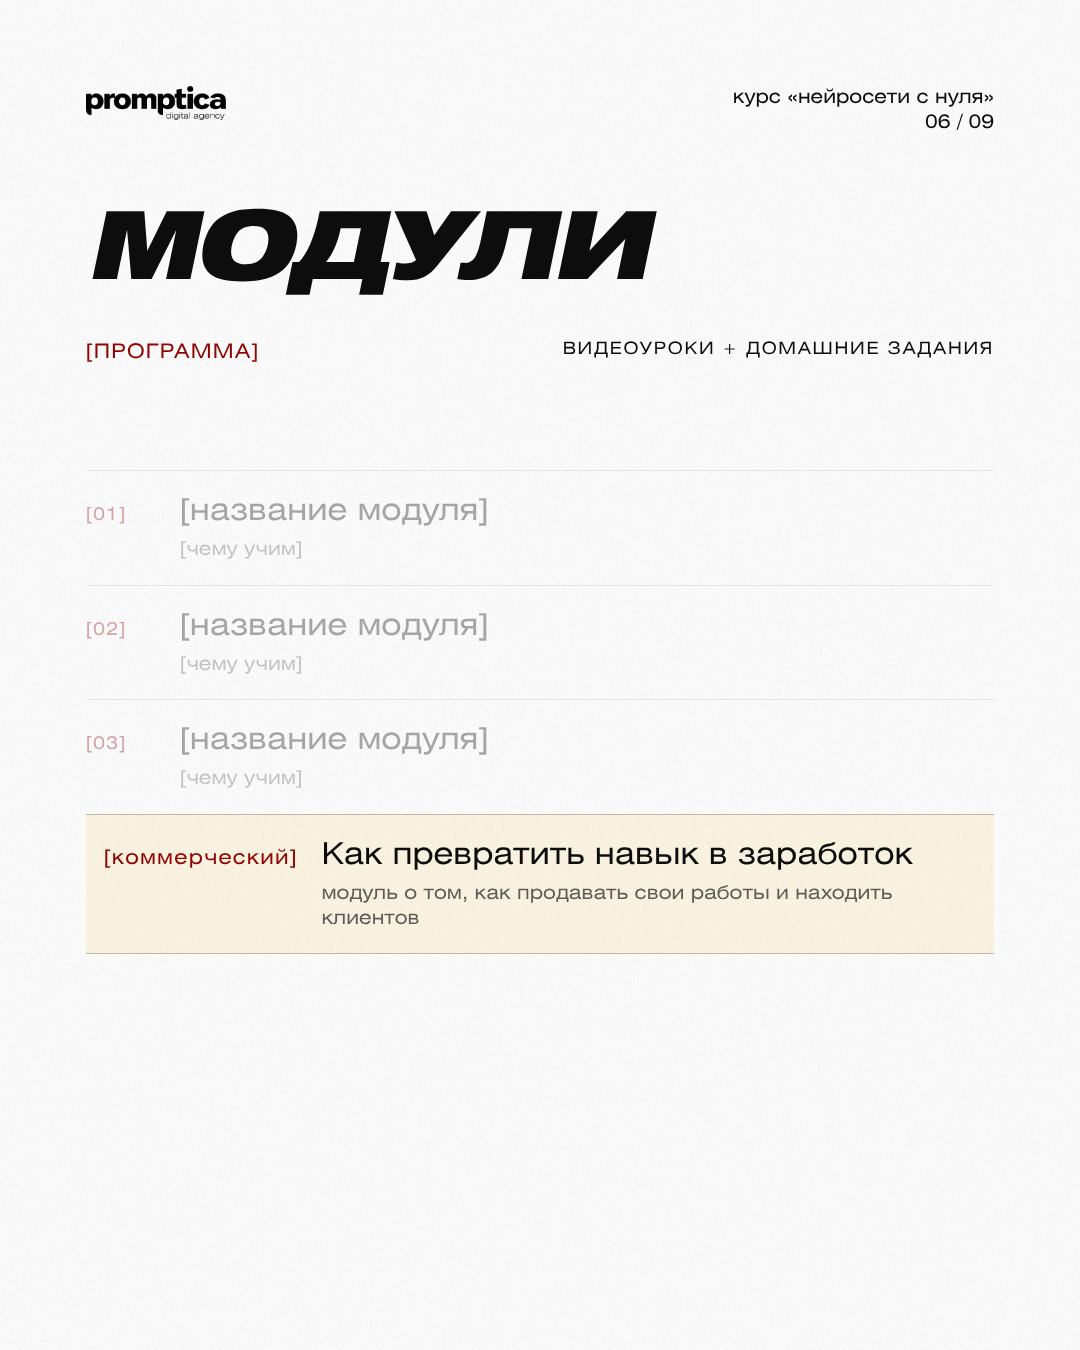 promptica
digital agency
курс «нейросети с нуля»
06 / 09
МОДУЛИ
[ПРОГРАММА]
ВИДЕОУРОКИ + ДОМАШНИЕ ЗАДАНИЯ
[01] [название модуля]
[чему учим]
[02] [название модуля]
[чему учим]
[03] [название модуля]
[чему учим]
[коммерческий] Как превратить навык в заработок
модуль о том, как продавать свои работы и находить
клиентов